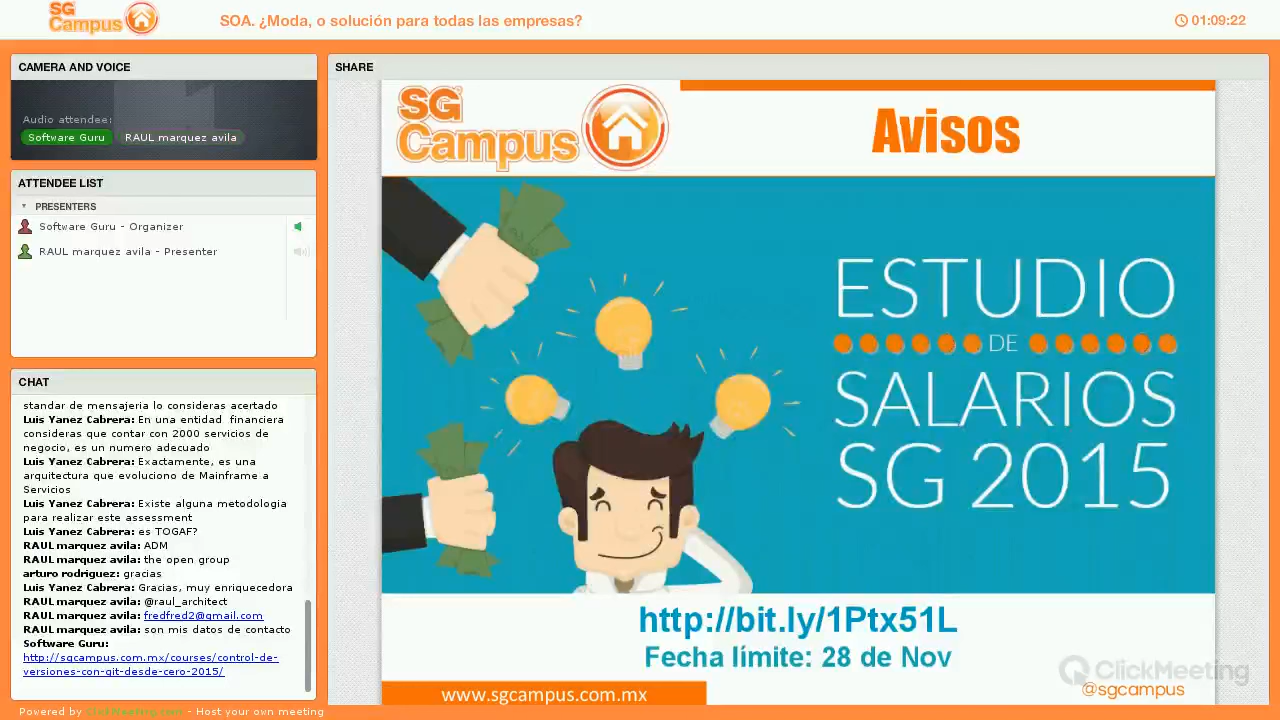 SG
Campus
SOA. ¿Moda, o solución para todas las empresas?
01:09:22
CAMERA AND VOICE
Audio attendee:
Software Guru
RAUL marquez avila
ATTENDEE LIST
PRESENTERS
Software Guru - Organizer
RAUL marquez avila - Presenter
CHAT
standar de mensajeria lo consideras acertado
Luis Yanez Cabrera: En una entidad financiera
consideras que contar con 2000 servicios de
negocio, es un numero adecuado
Luis Yanez Cabrera: Exactamente, es una
arquitectura que evoluciono de Mainframe a
Servicios
Luis Yanez Cabrera: Existe alguna metodologia
para realizar este assessment
Luis Yanez Cabrera: es TOGAF?
RAUL marquez avila: ADM
RAUL marquez avila: the open group
arturo rodriguez: gracias
Luis Yanez Cabrera: Gracias, muy enriquecedora
RAUL marquez avila: @raul_architect
RAUL marquez avila: fredfred2@gmail.com
RAUL marquez avila: son mis datos de contacto
Software Guru:
http://sgcampus.com.mx/courses/control-de-
versiones-con-git-desde-cero-2015/
Powered by ClickMeeting.com - Host your own meeting
SHARE
SG
Campus
Avisos
ESTUDIO
DE
SALARIOS
SG 2015
http://bit.ly/1Ptx51L
Fecha límite: 28 de Nov
ClickMeeting
www.sgcampus.com.mx
@sgcampus